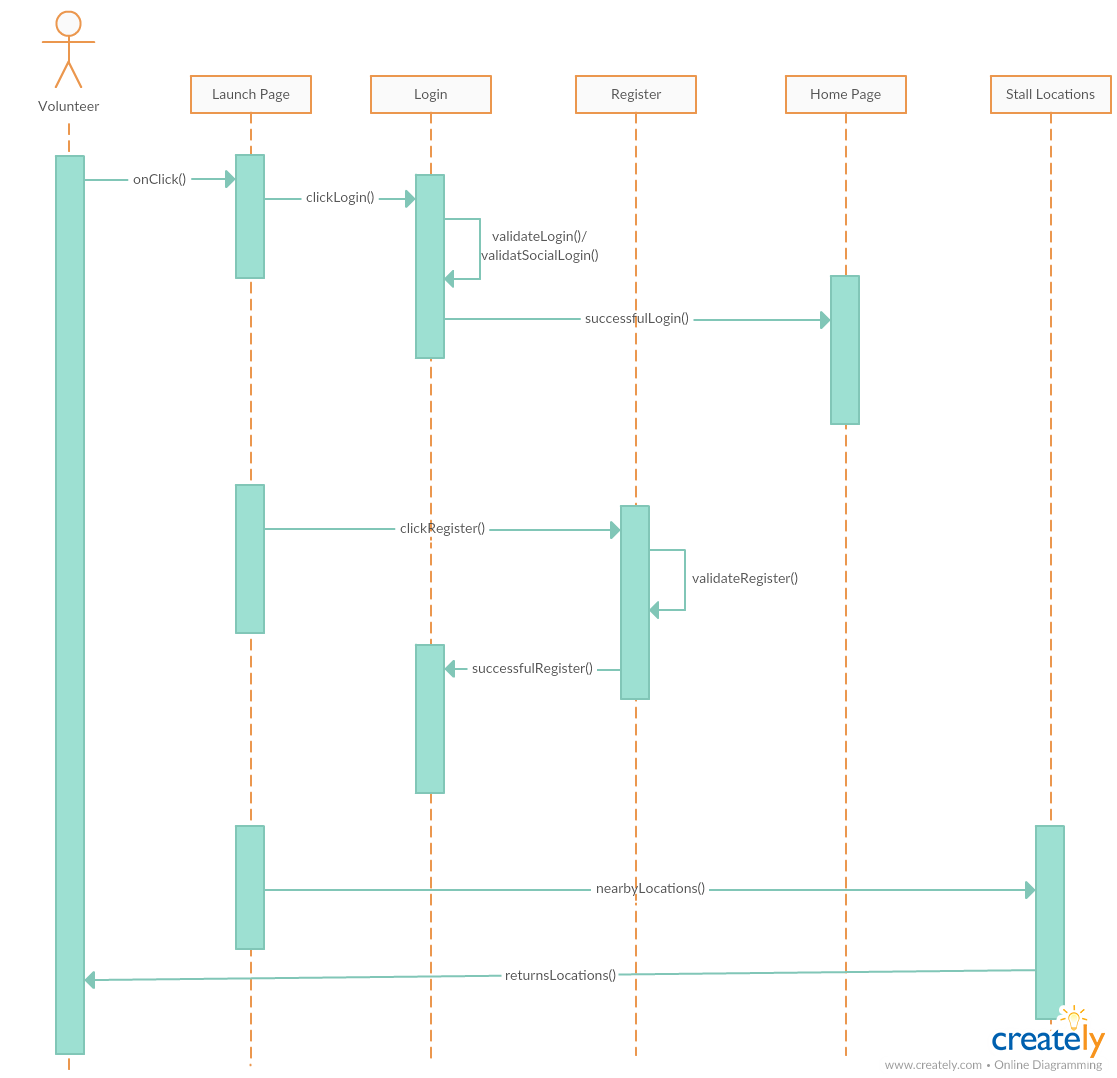 Volunteer
Launch Page
Login
Register
Home Page
Stall Locations
onClick()
clickLogin()
validateLogin()/
validatSocialLogin()
successfulLogin()
clickRegister()
validateRegister()
successfulRegister()
nearbyLocations()
returnsLocations()
creately
www.creately.com • Online Diagramming